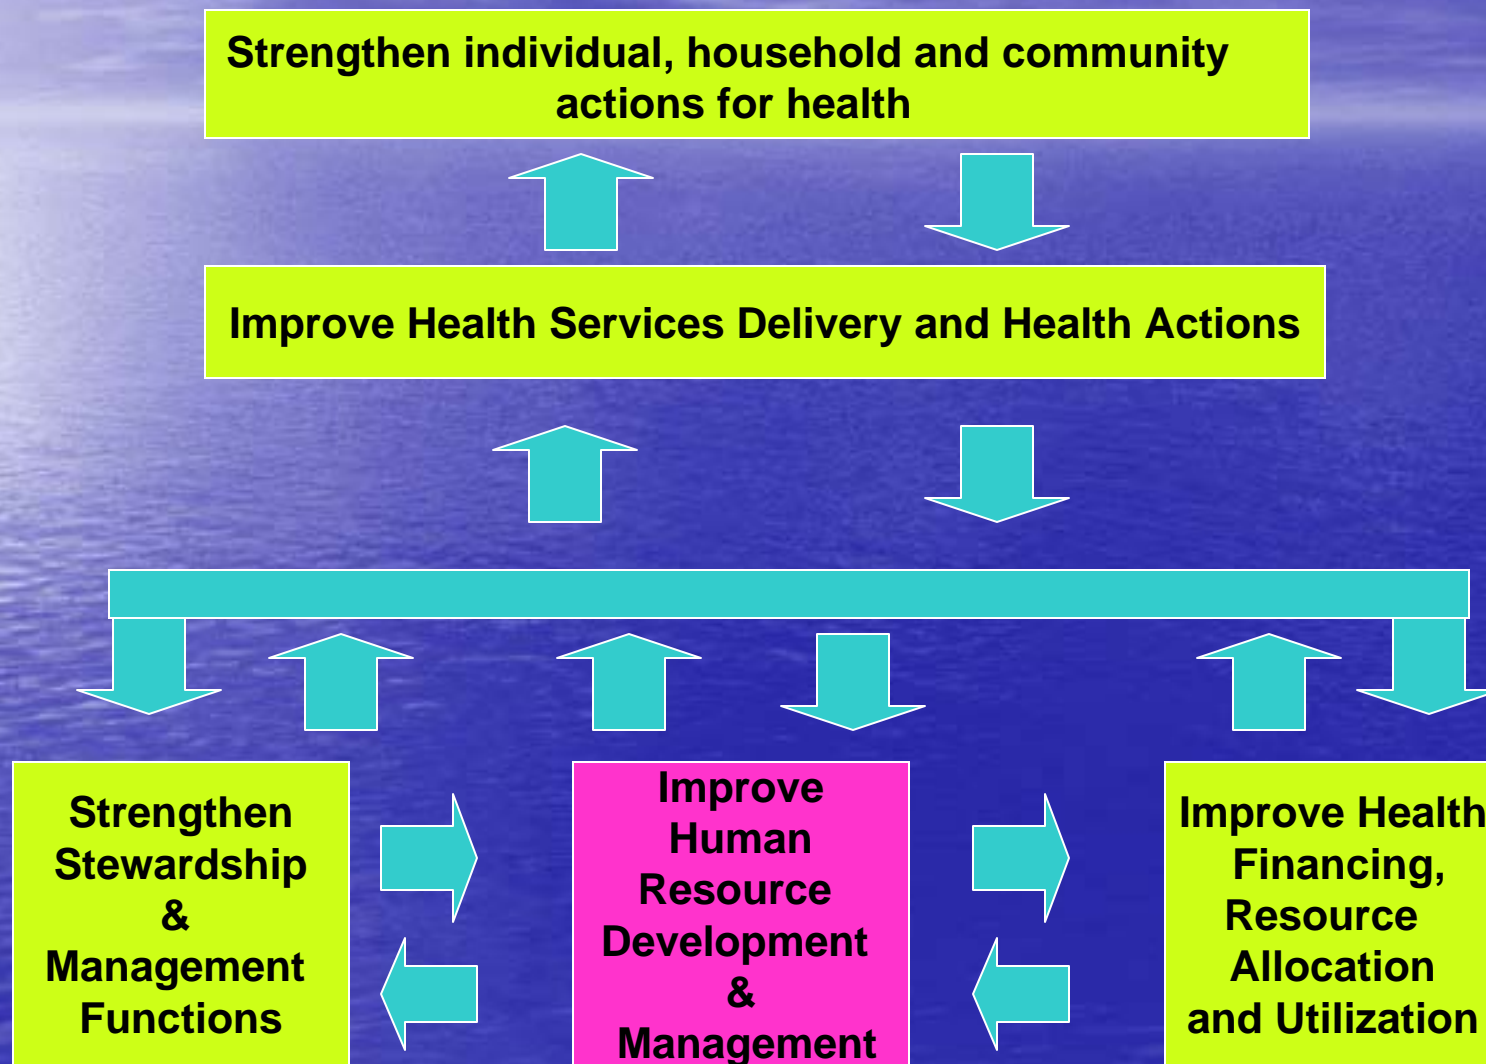 Strengthen individual, household and community
actions for health
Improve Health Services Delivery and Health Actions
Strengthen
Stewardship
&
Management
Functions
Improve
Human
Resource
Development
&
Management
Improve Health
Financing,
Resource
Allocation
and Utilization